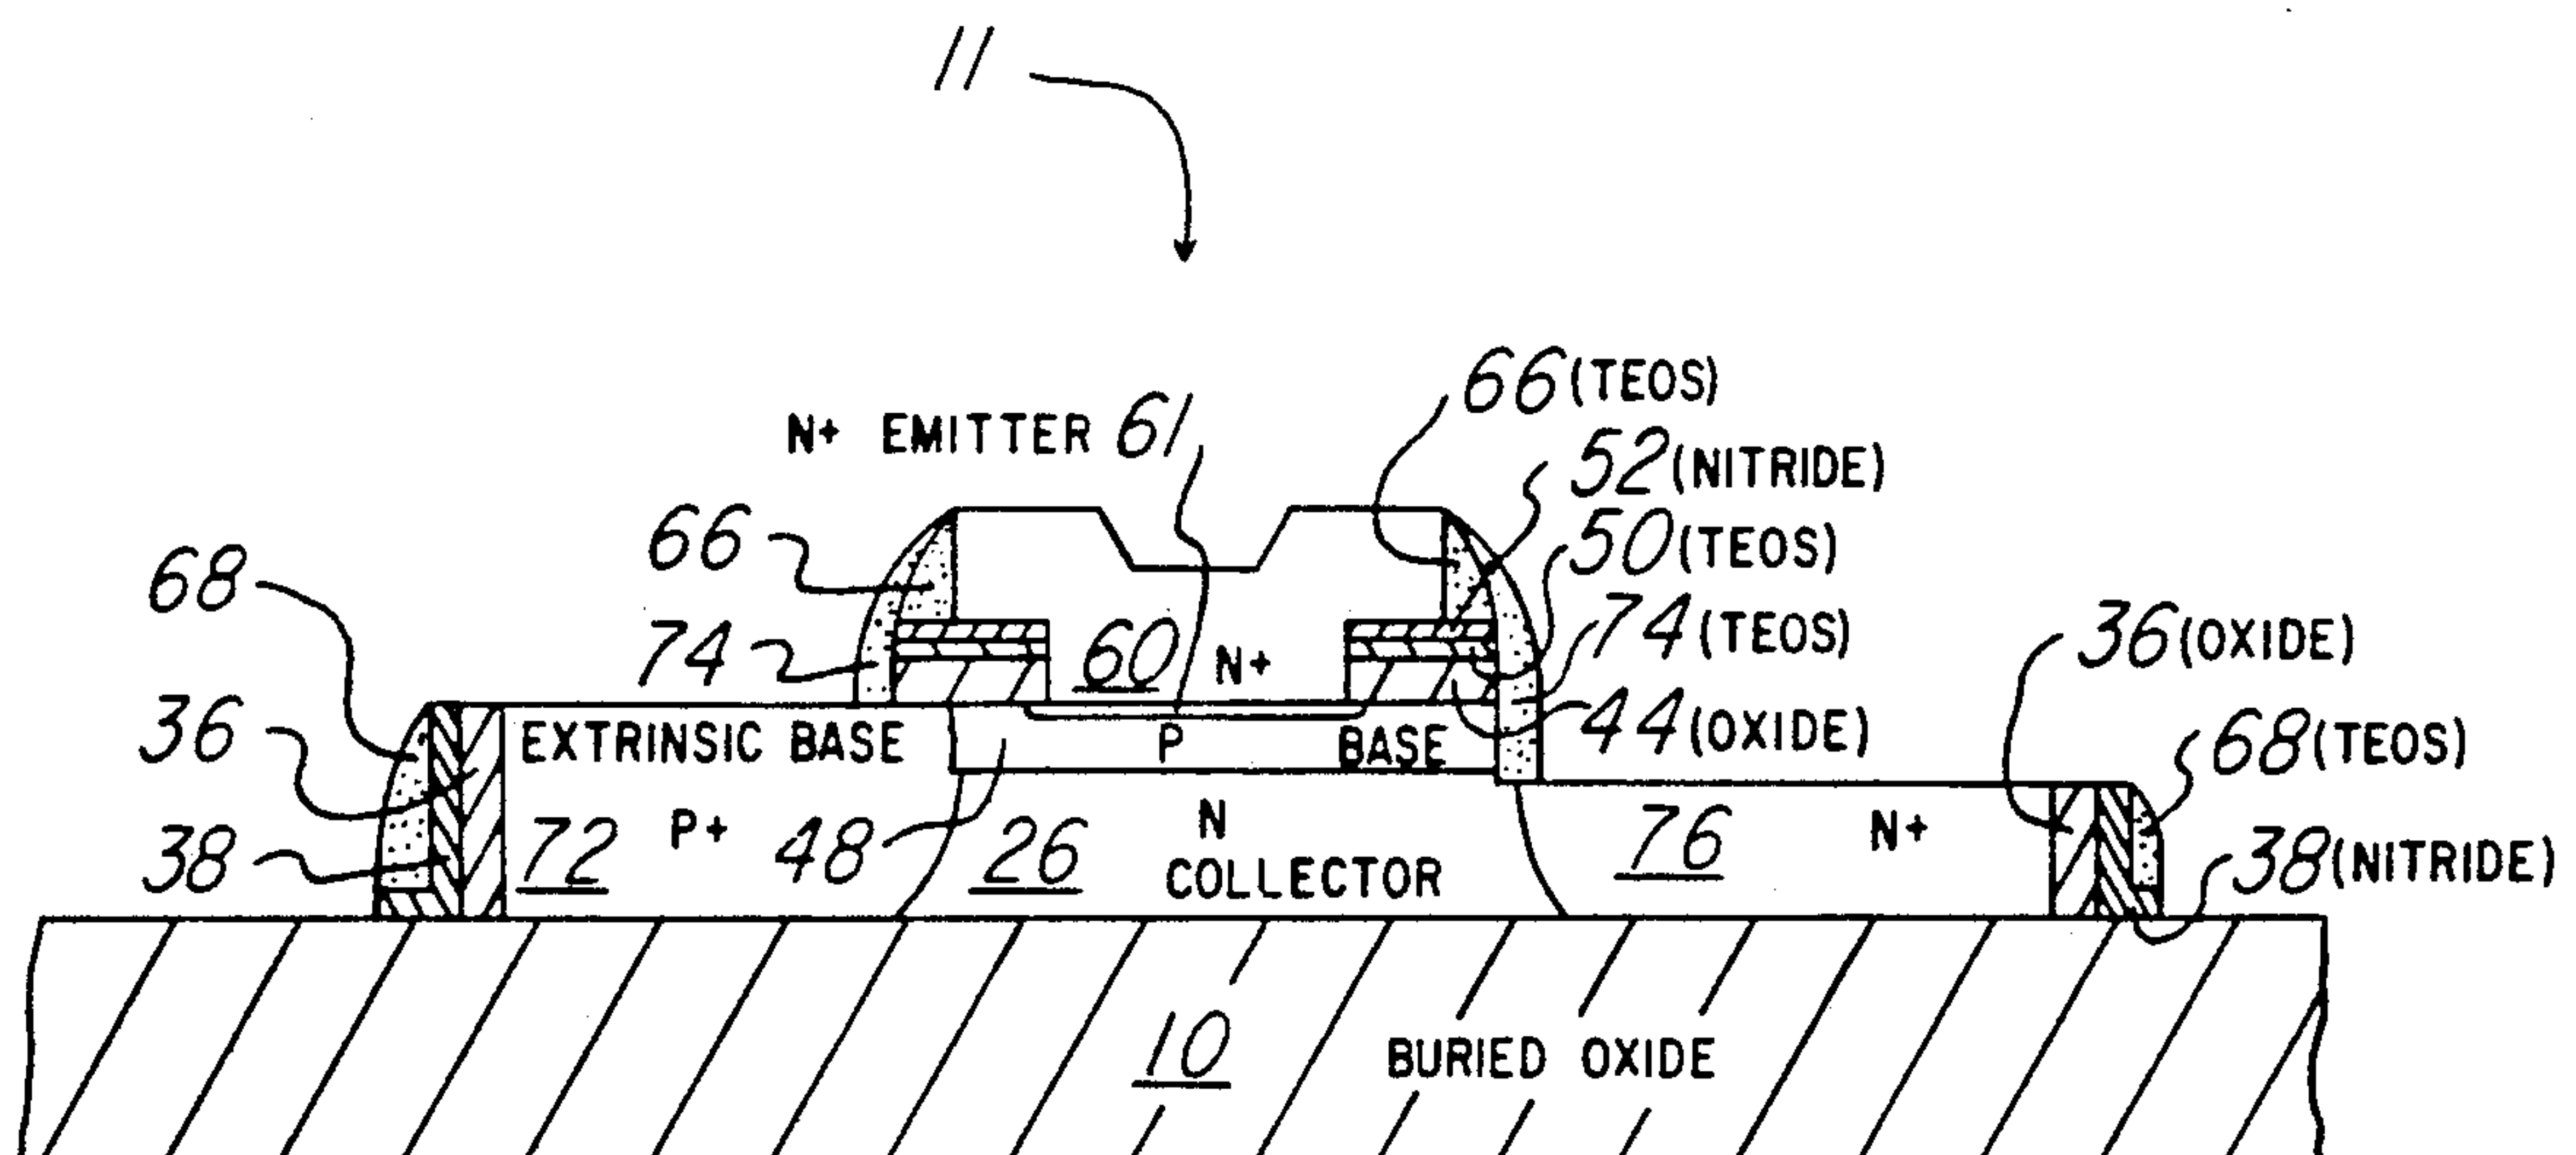 11
66 (TEOS)
N+ EMITTER 61
52 (NITRIDE)
66
50 (TEOS)
68
74 (TEOS)
74
60 N+
36 (OXIDE)
36
EXTRINSIC BASE
P
BASE
44 (OXIDE)
68 (TEOS)
38
72
P+
48
26
N
COLLECTOR
76
N+
38 (NITRIDE)
10
BURIED OXIDE